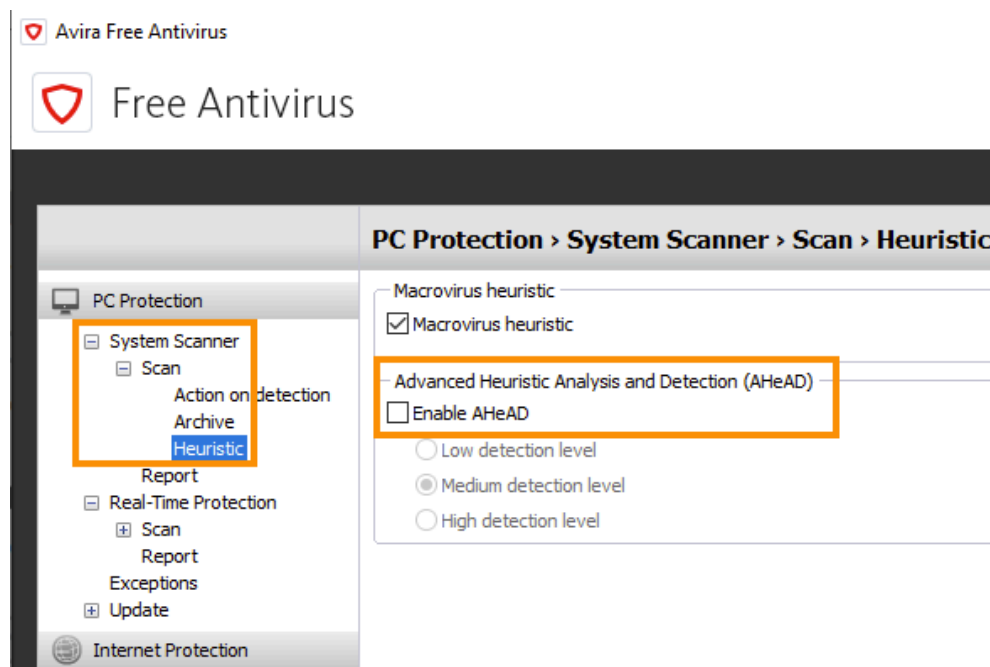 Avira Free Antivirus
Free Antivirus
PC Protection › System Scanner › Scan › Heuristic
PC Protection
System Scanner
Scan
Action on detection
Archive
Heuristic
Report
Real-Time Protection
Scan
Report
Exceptions
Update
Internet Protection
Macrovirus heuristic
Macrovirus heuristic
Advanced Heuristic Analysis and Detection (AHeAD)
Enable AHeAD
Low detection level
Medium detection level
High detection level